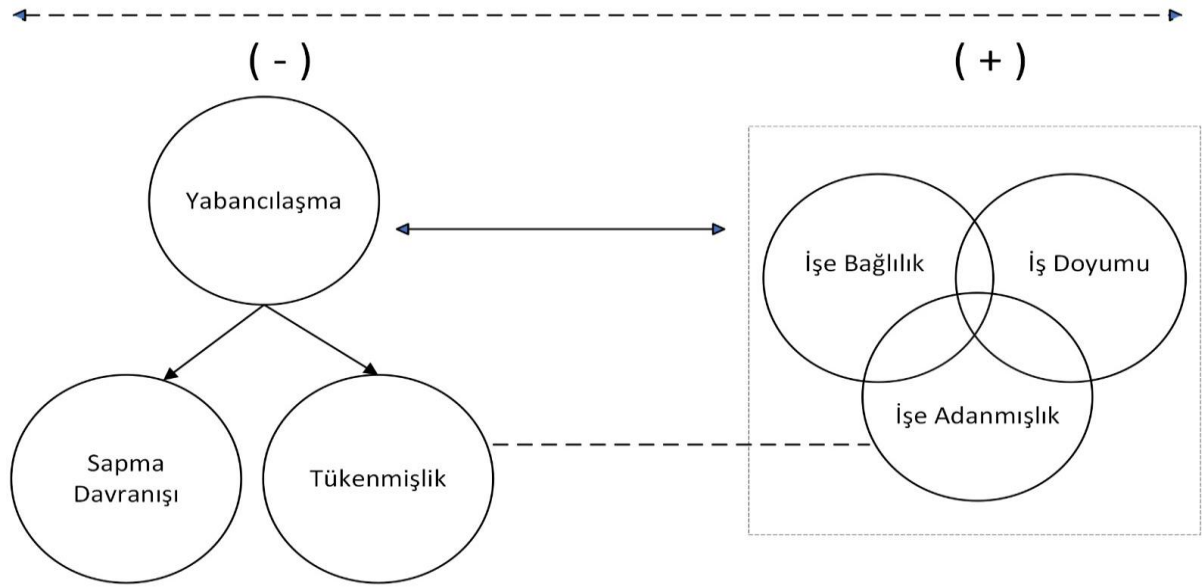 ( - )
( + )
Yabancılaşma
İşe Bağlılık
İş Doyumu
İşe Adanmışlık
Sapma
Davranışı
Tükenmişlik